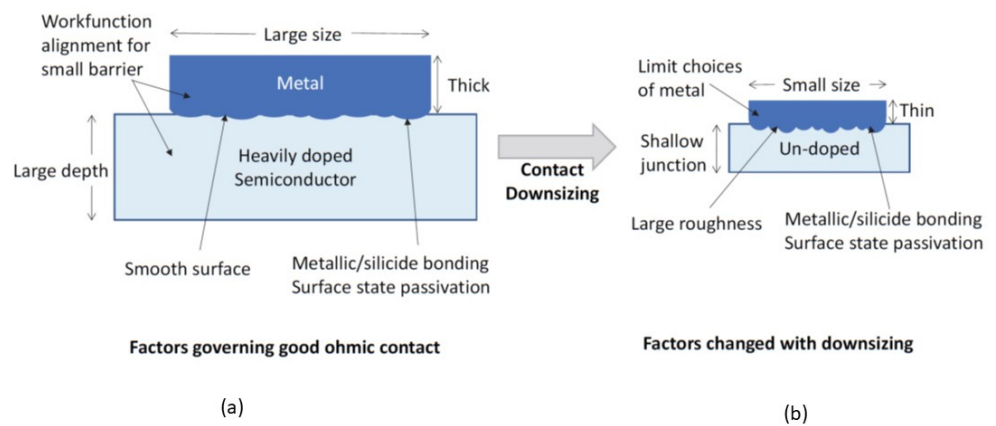 Workfunction
alignment for
small barrier
Large size
Metal
Thick
Large depth
Heavily doped
Semiconductor
Smooth surface
Metallic/silicide bonding
Surface state passivation
Factors governing good ohmic contact
(a)
Contact
Downsizing
Limit choices
of metal
Small size
Thin
Shallow
junction
Un-doped
Large roughness
Metallic/silicide bonding
Surface state passivation
Factors changed with downsizing
(b)